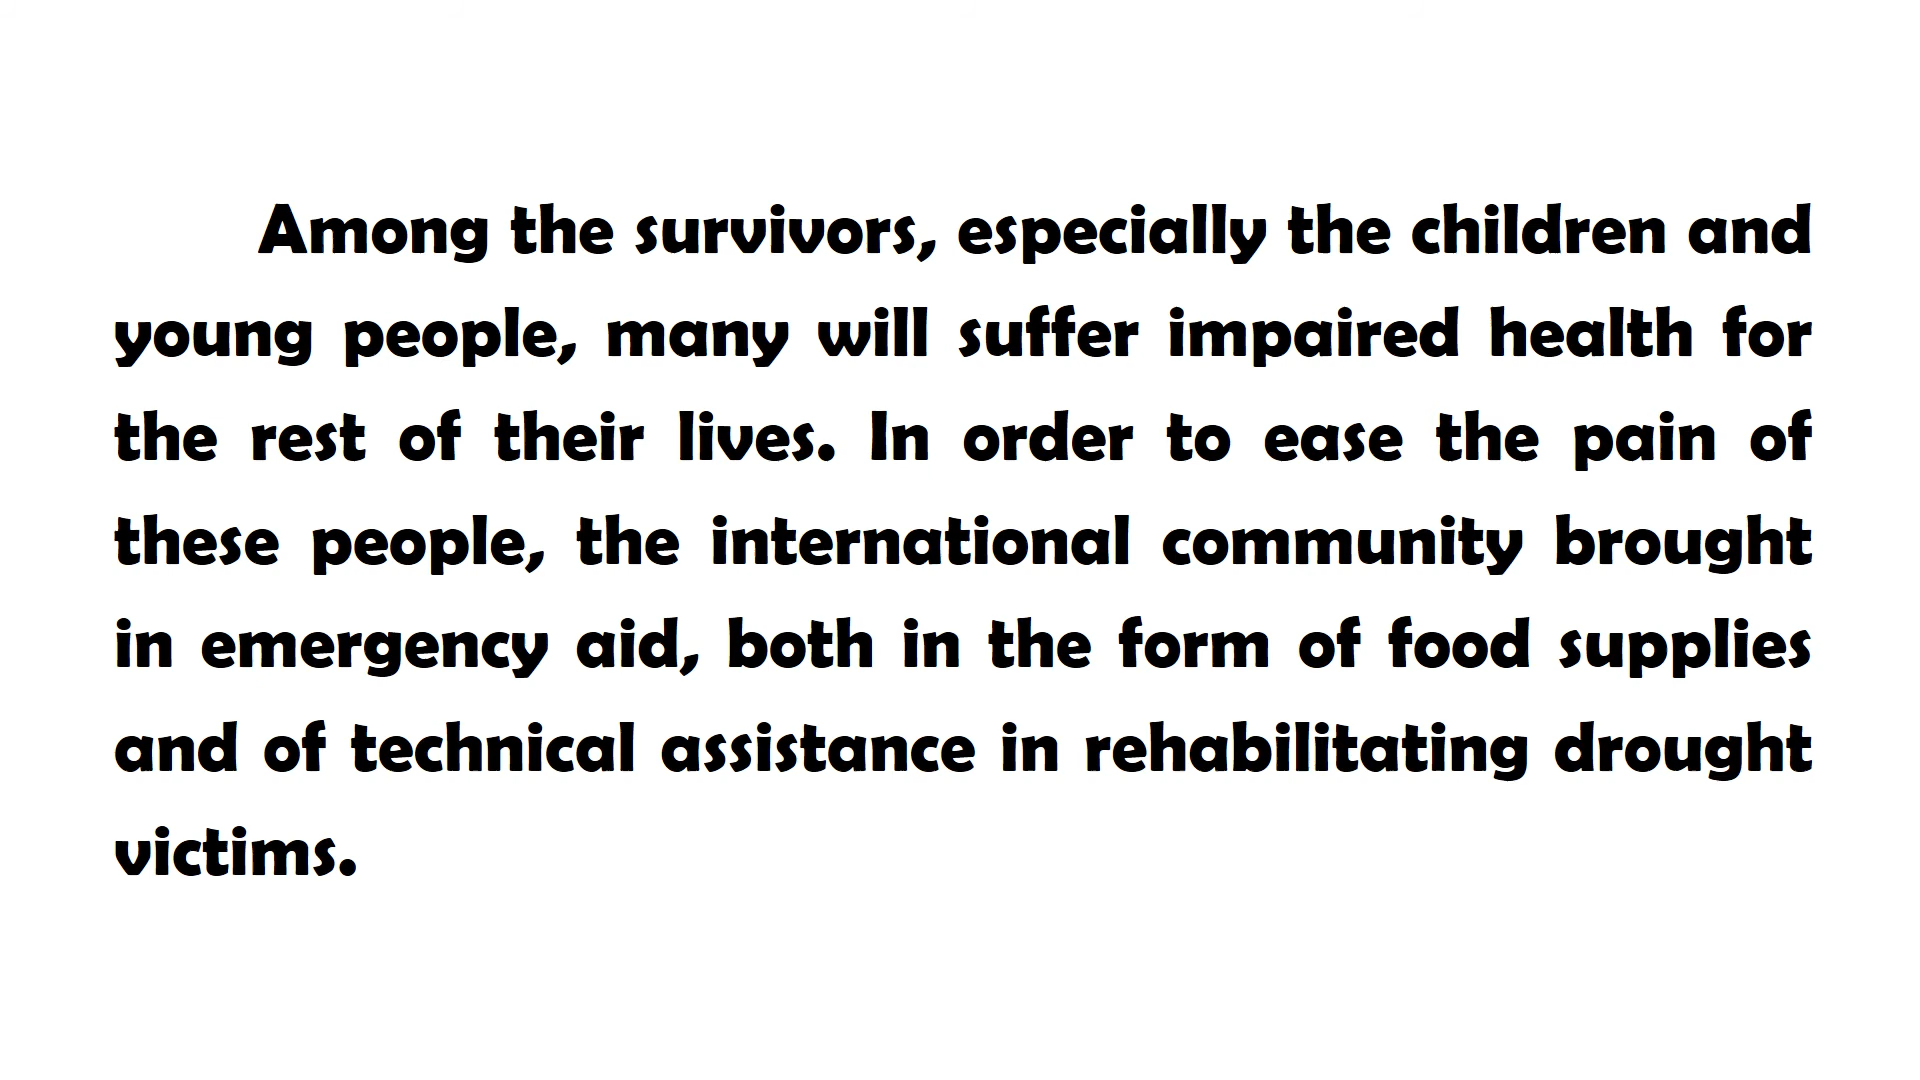 Among the survivors, especially the children and
young people, many will suffer impaired health for
the rest of their lives. In order to ease the pain of
these people, the international community brought
in emergency aid, both in the form of food supplies
and of technical assistance in rehabilitating drought
victims.